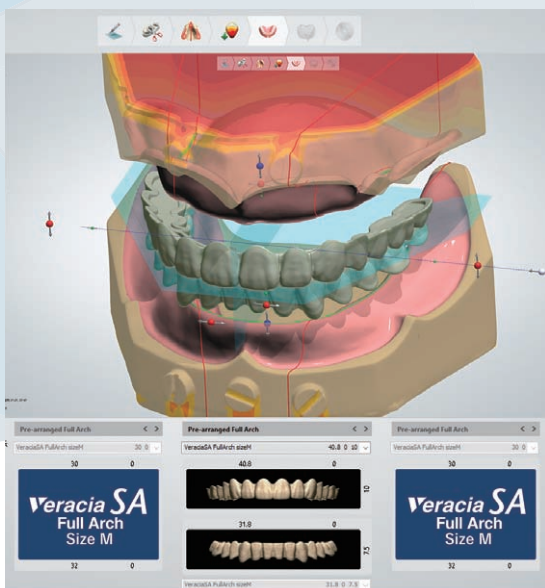 Pre-arranged Full Arch
VeraciaSA FullArch sizeM 30 0
30 0
Veracia SA
Full Arch
Size M
32 0
Pre-arranged Full Arch
VeraciaSA FullArch sizeM 40.8 0 10
40.8 0
10
31.8 0
7.5
VeraciaSA FullArch sizeM 31.8 0 7.5
Pre-arranged Full Arch
VeraciaSA FullArch sizeM 30 0
30 0
Veracia SA
Full Arch
Size M
32 0